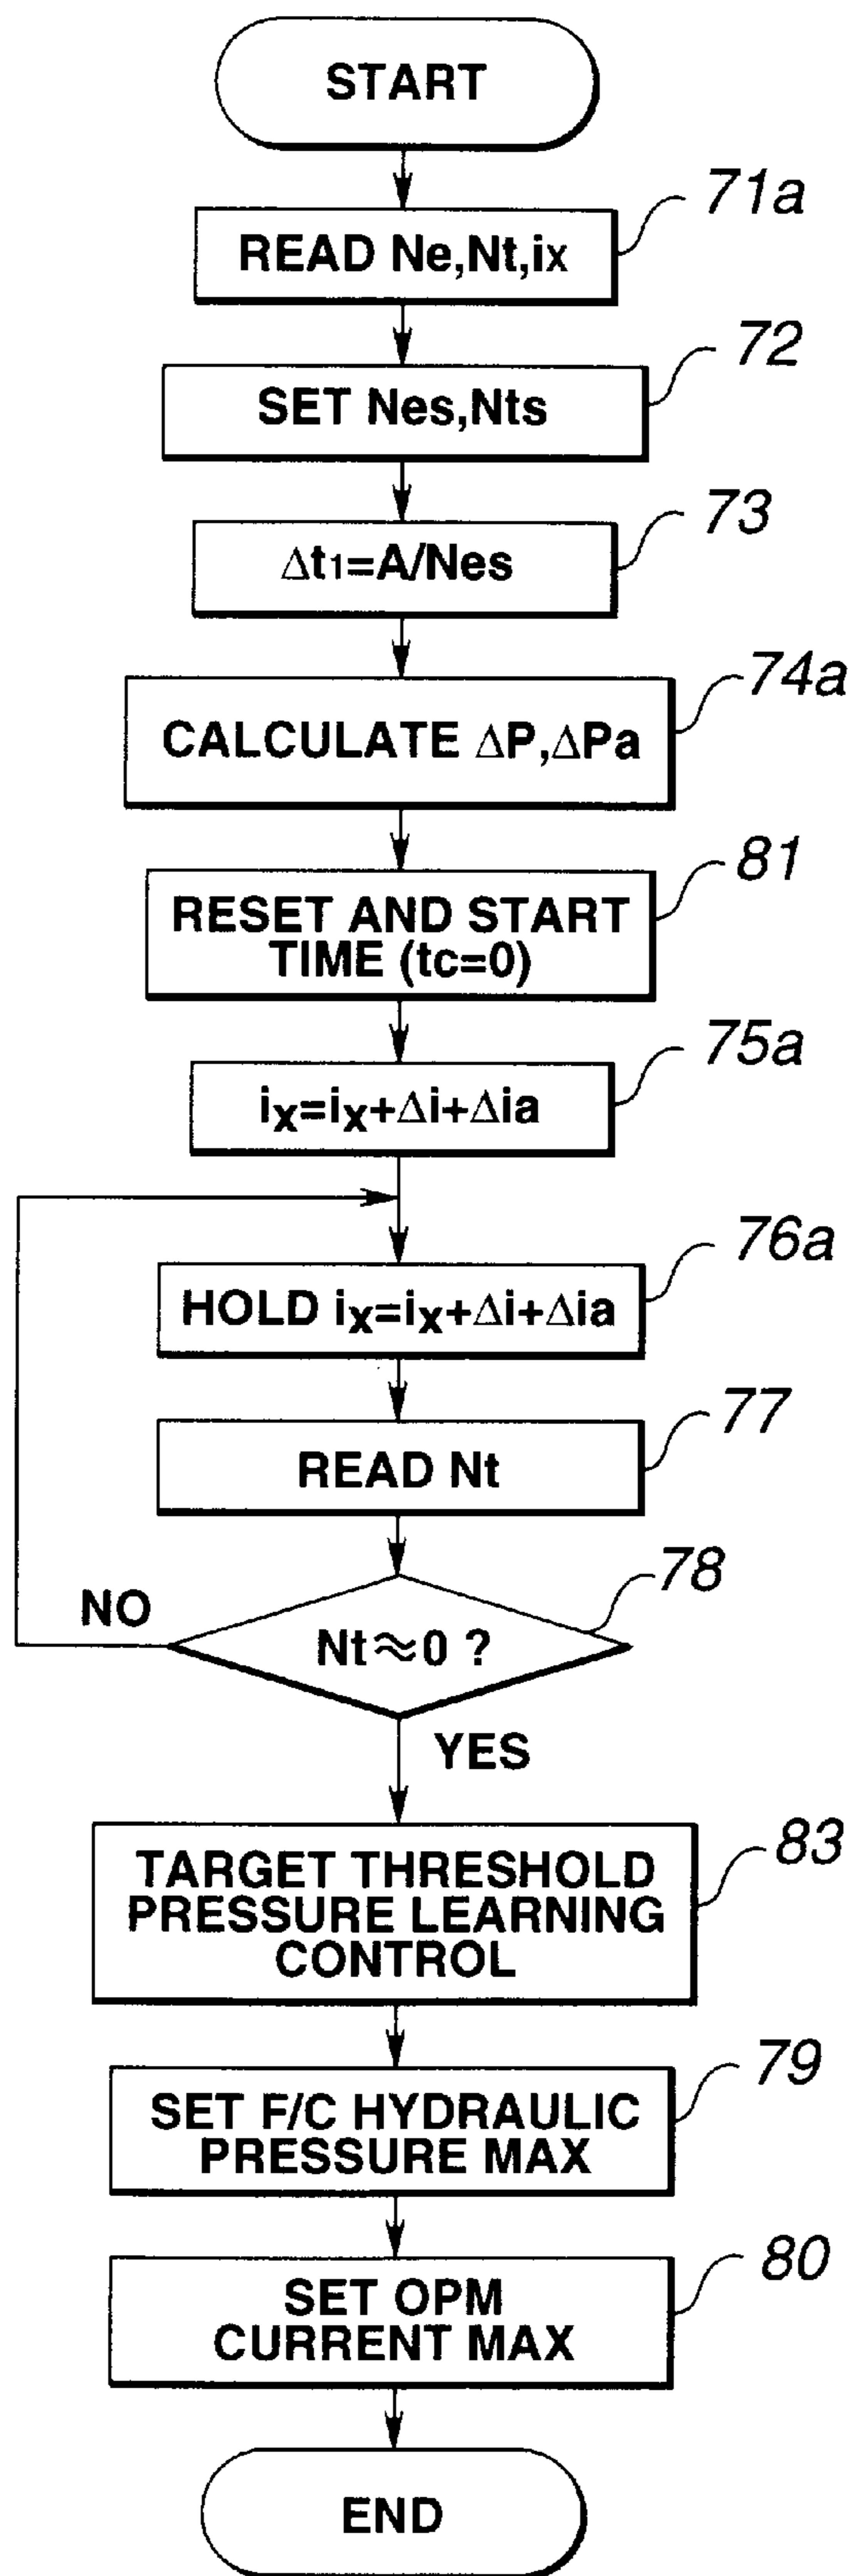 START
71a
READ Ne,Nt,ix
72
SET Nes,Nts
73
Δt1=A/Nes
74a
CALCULATE ΔP,ΔPa
81
RESET AND START
TIME (tc=0)
75a
ix=ix+Δi+Δia
76a
HOLD ix=ix+Δi+Δia
77
READ Nt
78
NO
Nt≈0 ?
YES
83
TARGET THRESHOLD
PRESSURE LEARNING
CONTROL
79
SET F/C HYDRAULIC
PRESSURE MAX
80
SET OPM
CURRENT MAX
END